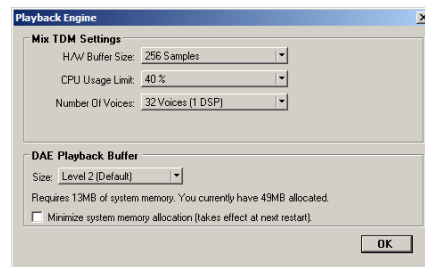 Playback Engine
Mix TDM Settings
H/W Buffer Size: 256 Samples
CPU Usage Limit: 40 %
Number Of Voices: 32 Voices (1 DSP)
DAE Playback Buffer
Size: Level 2 (Default)
Requires 13MB of system memory. You currently have 49MB allocated.
Minimize system memory allocation (takes effect at next restart).
OK